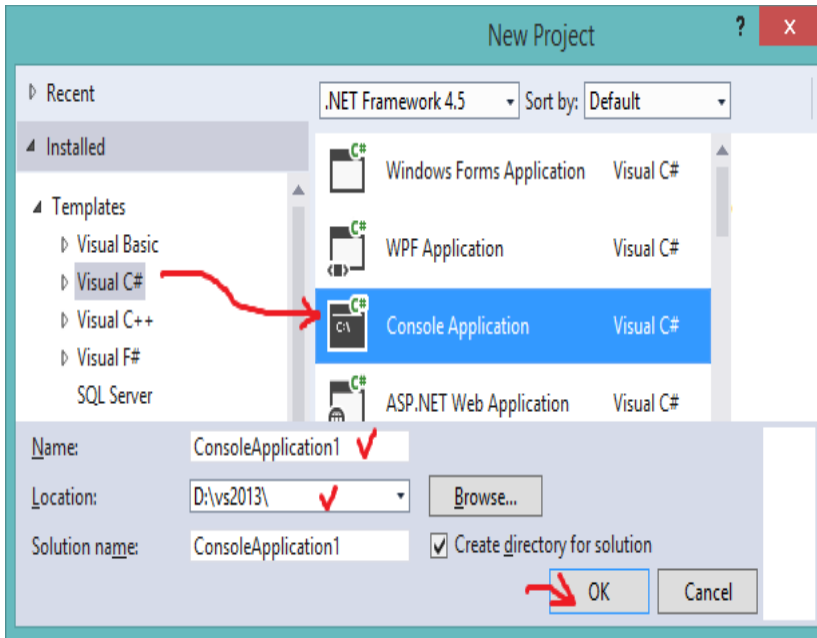 New Project
? X
Recent
.NET Framework 4.5 Sort by: Default
Installed
Templates
Visual Basic
Visual C#
Visual C++
Visual F#
SQL Server
C# Windows Forms Application Visual C#
C# WPF Application Visual C#
C# C:\ Console Application Visual C#
C# ASP.NET Web Application Visual C#
Name: ConsoleApplication1
Location: D:\vs2013\ Browse...
Solution name: ConsoleApplication1 Create directory for solution
OK Cancel